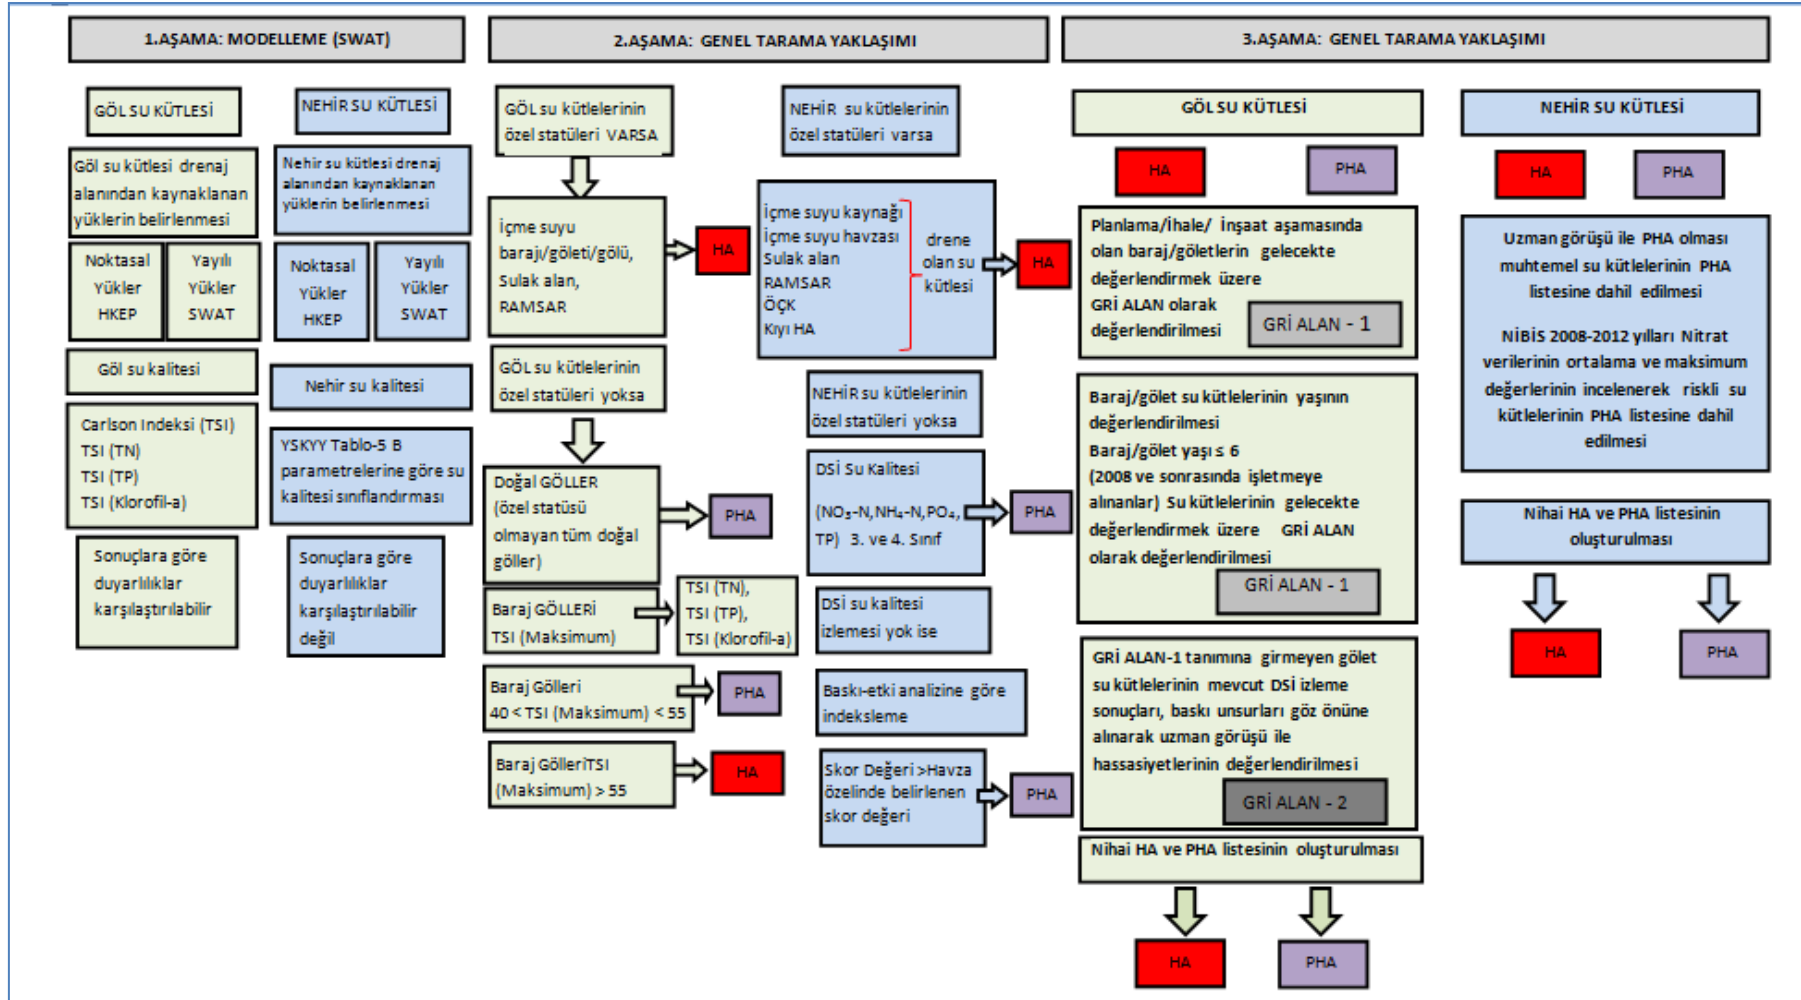 1.AŞAMA: MODELLEME (SWAT)
GÖL SU KÜTLESİ
Göl su kütlesi drenaj
alanından kaynaklanan
yüklerin belirlenmesi
Noktasal
Yükler
HKEP
Yayılı
Yükler
SWAT
Göl su kalitesi
Carlson Indeksi (TSI)
TSI (TN)
TSI (TP)
TSI (Klorofil-a)
Sonuçlara göre
duyarlılıklar
karşılaştırılabilir
NEHİR SU KÜTLESİ
Nehir su kütlesi drenaj
alanından kaynaklanan
yüklerin belirlenmesi
Noktasal
Yükler
HKEP
Yayılı
Yükler
SWAT
Nehir su kalitesi
YSKYY Tablo-5 B
parametrelerine göre su
kalitesi sınıflandırması
Sonuçlara göre
duyarlılıklar
karşılaştırılabilir
değil
2.AŞAMA: GENEL TARAMA YAKLAŞIMI
GÖL su kütlelerinin
özel statüleri VARSA
İçme suyu
barajı/göleti/gölü,
Sulak alan,
RAMSAR
HA
GÖL su kütlelerinin
özel statüleri yoksa
Doğal GÖLLER
(özel statüsü
olmayan tüm doğal
göller)
PHA
Baraj GÖLLERİ
TSI (Maksimum)
TSI (TN),
TSI (TP),
TSI (Klorofil-a)
Baraj Gölleri
40 < TSI (Maksimum) < 55
PHA
Baraj GölleriTSI
(Maksimum) > 55
HA
NEHİR su kütlelerinin
özel statüleri varsa
İçme suyu kaynağı
İçme suyu havzası
Sulak alan
RAMSAR
ÖÇK
Kıyı HA
drene
olan su
kütlesi
HA
NEHİR su kütlelerinin
özel statüleri yoksa
DSİ Su Kalitesi
(NO₃-N,NH₄-N,PO₄,
TP) 3. ve 4. Sınıf
PHA
DSİ su kalitesi
izlemesi yok ise
Baskı-etki analizine göre
indeksleme
Skor Değeri >Havza
özelinde belirlenen
skor değeri
PHA
3.AŞAMA: GENEL TARAMA YAKLAŞIMI
GÖL SU KÜTLESİ
HA
PHA
Planlama/İhale/ İnşaat aşamasında
olan baraj/göletlerin gelecekte
değerlendirmek üzere
GRİ ALAN olarak
değerlendirilmesi
GRİ ALAN - 1
Baraj/gölet su kütlelerinin yaşının
değerlendirilmesi
Baraj/gölet yaşı ≤ 6
(2008 ve sonrasında işletmeye
alınanlar) Su kütlelerinin gelecekte
değerlendirmek üzere GRİ ALAN
olarak değerlendirilmesi
GRİ ALAN - 1
GRİ ALAN-1 tanımına girmeyen gölet
su kütlelerinin mevcut DSİ izleme
sonuçları, baskı unsurları göz önüne
alınarak uzman görüşü ile
hassasiyetlerinin değerlendirilmesi
GRİ ALAN - 2
Nihai HA ve PHA listesinin oluşturulması
HA
PHA
NEHİR SU KÜTLESİ
HA
PHA
Uzman görüşü ile PHA olması
muhtemel su kütlelerinin PHA
listesine dahil edilmesi
NİBİS 2008-2012 yılları Nitrat
verilerinin ortalama ve maksimum
değerlerinin incelenerek riskli su
kütlelerinin PHA listesine dahil
edilmesi
Nihai HA ve PHA listesinin
oluşturulması
HA
PHA